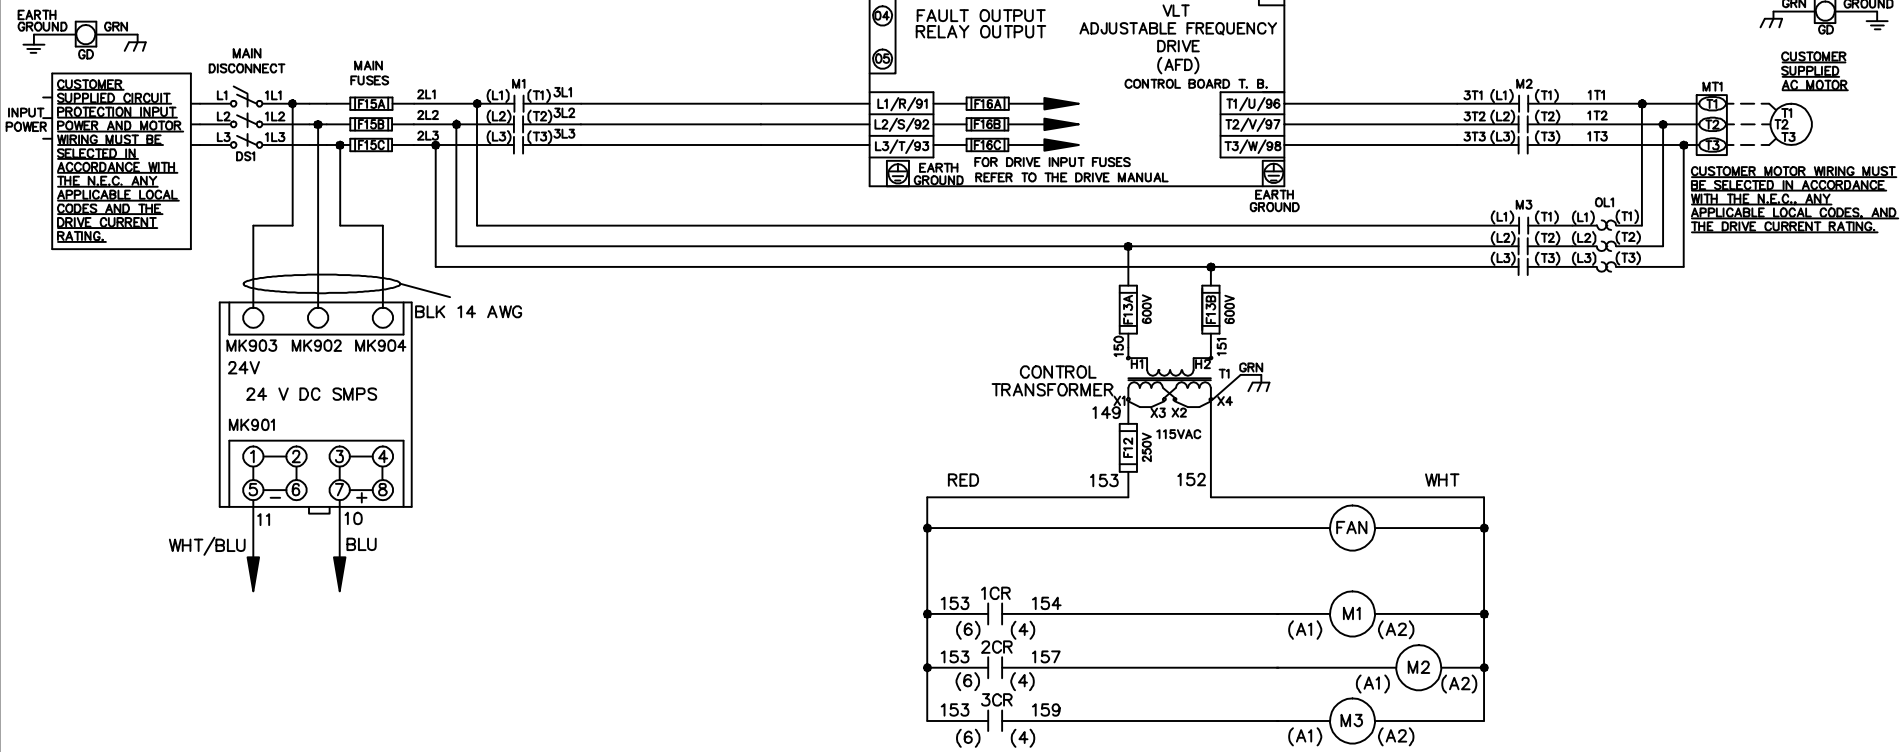 EARTH
GROUND
GRN
GD
MAIN
DISCONNECT
MAIN
FUSES
INPUT
POWER
CUSTOMER
SUPPLIED CIRCUIT
PROTECTION INPUT
POWER AND MOTOR
WIRING MUST BE
SELECTED IN
ACCORDANCE WITH
THE N.E.C. ANY
APPLICABLE LOCAL
CODES AND THE
DRIVE CURRENT
RATING.
L1 1L1 F15A 2L1 (L1) M1 (T1) 3L1
L2 1L2 F15B 2L2 (L2) (T2) 3L2
L3 1L3 F15C 2L3 (L3) (T3) 3L3
DS1
04
05
FAULT OUTPUT
RELAY OUTPUT
VLT
ADJUSTABLE FREQUENCY
DRIVE
(AFD)
CONTROL BOARD T. B.
L1/R/91 F16A
L2/S/92 F16B
L3/T/93 F16C
EARTH
GROUND
FOR DRIVE INPUT FUSES
REFER TO THE DRIVE MANUAL
T1/U/96
T2/V/97
T3/W/98
EARTH
GROUND
M2
3T1 (L1) (T1) 1T1
3T2 (L2) (T2) 1T2
3T3 (L3) (T3) 1T3
MT1
T1
T2
T3
T1
T2
T3
GRN
GROUND
GD
CUSTOMER
SUPPLIED
AC MOTOR
CUSTOMER MOTOR WIRING MUST
BE SELECTED IN ACCORDANCE
WITH THE N.E.C., ANY
APPLICABLE LOCAL CODES, AND
THE DRIVE CURRENT RATING.
M3 OL1
(L1) (T1) (L1) (T1)
(L2) (T2) (L2) (T2)
(L3) (T3) (L3) (T3)
BLK 14 AWG
MK903 MK902 MK904
24V
24 V DC SMPS
MK901
1 2 3 4
5 6 7 8
- +
11 10
WHT/BLU BLU
F13A 600V
F13B 600V
150 151
H1 H2
CONTROL
TRANSFORMER
T1
GRN
X1 X3 X2 X4
149
115VAC
F12 250V
153 152
RED WHT
FAN
153 1CR 154 M1
(6) (4) (A1) (A2)
153 2CR 157 M2
(6) (4) (A1) (A2)
153 3CR 159 M3
(6) (4) (A1) (A2)